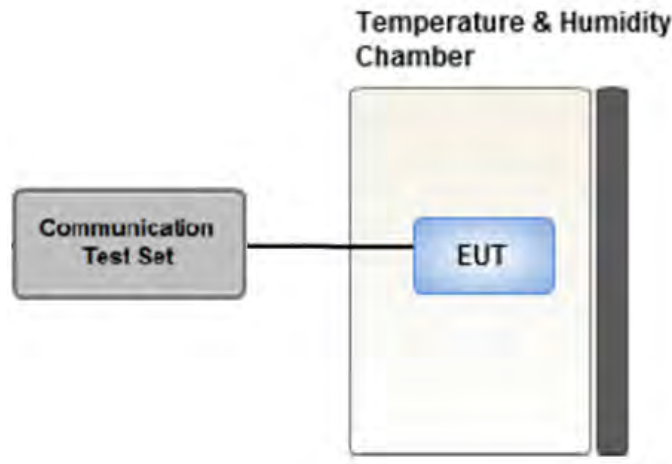 Temperature & Humidity
Chamber
Communication
Test Set
EUT